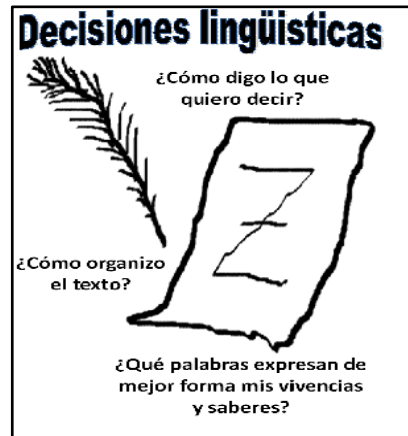 Decisiones lingüisticas
¿Cómo digo lo que
quiero decir?
¿Cómo organizo
el texto?
¿Qué palabras expresan de
mejor forma mis vivencias
y saberes?